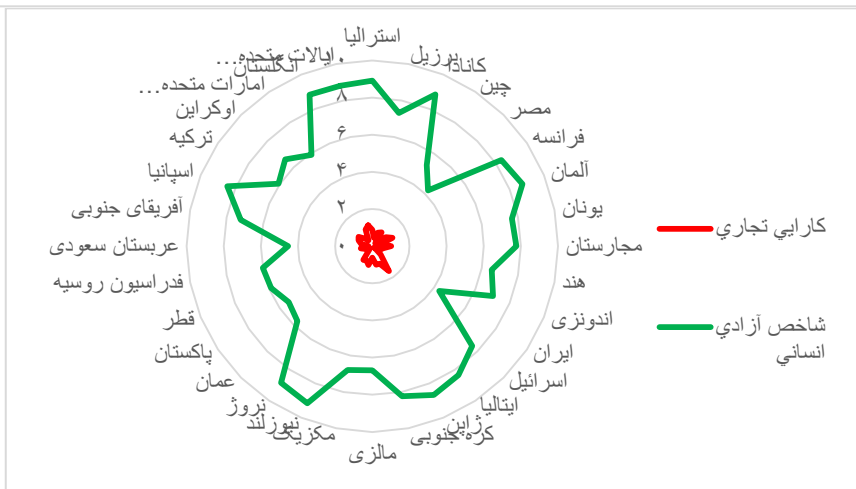 استرالیا
برزیل
کانادا
چین
مصر
فرانسه
آلمان
یونان
مجارستان
هند
اندونزی
ایران
اسرائیل
ایتالیا
ژاپن
کره جنوبی
مالزی
مکزیک
نیوزلند
نروژ
عمان
پاکستان
قطر
فدراسیون روسیه
عربستان سعودی
آفریقای جنوبی
اسپانیا
ترکیه
اوکراین
امارات متحده...
انگلستان
ایالات متحده...
۱۰
۸
۶
۴
۲
۰
كارايي تجاري
شاخص آزادي
انساني